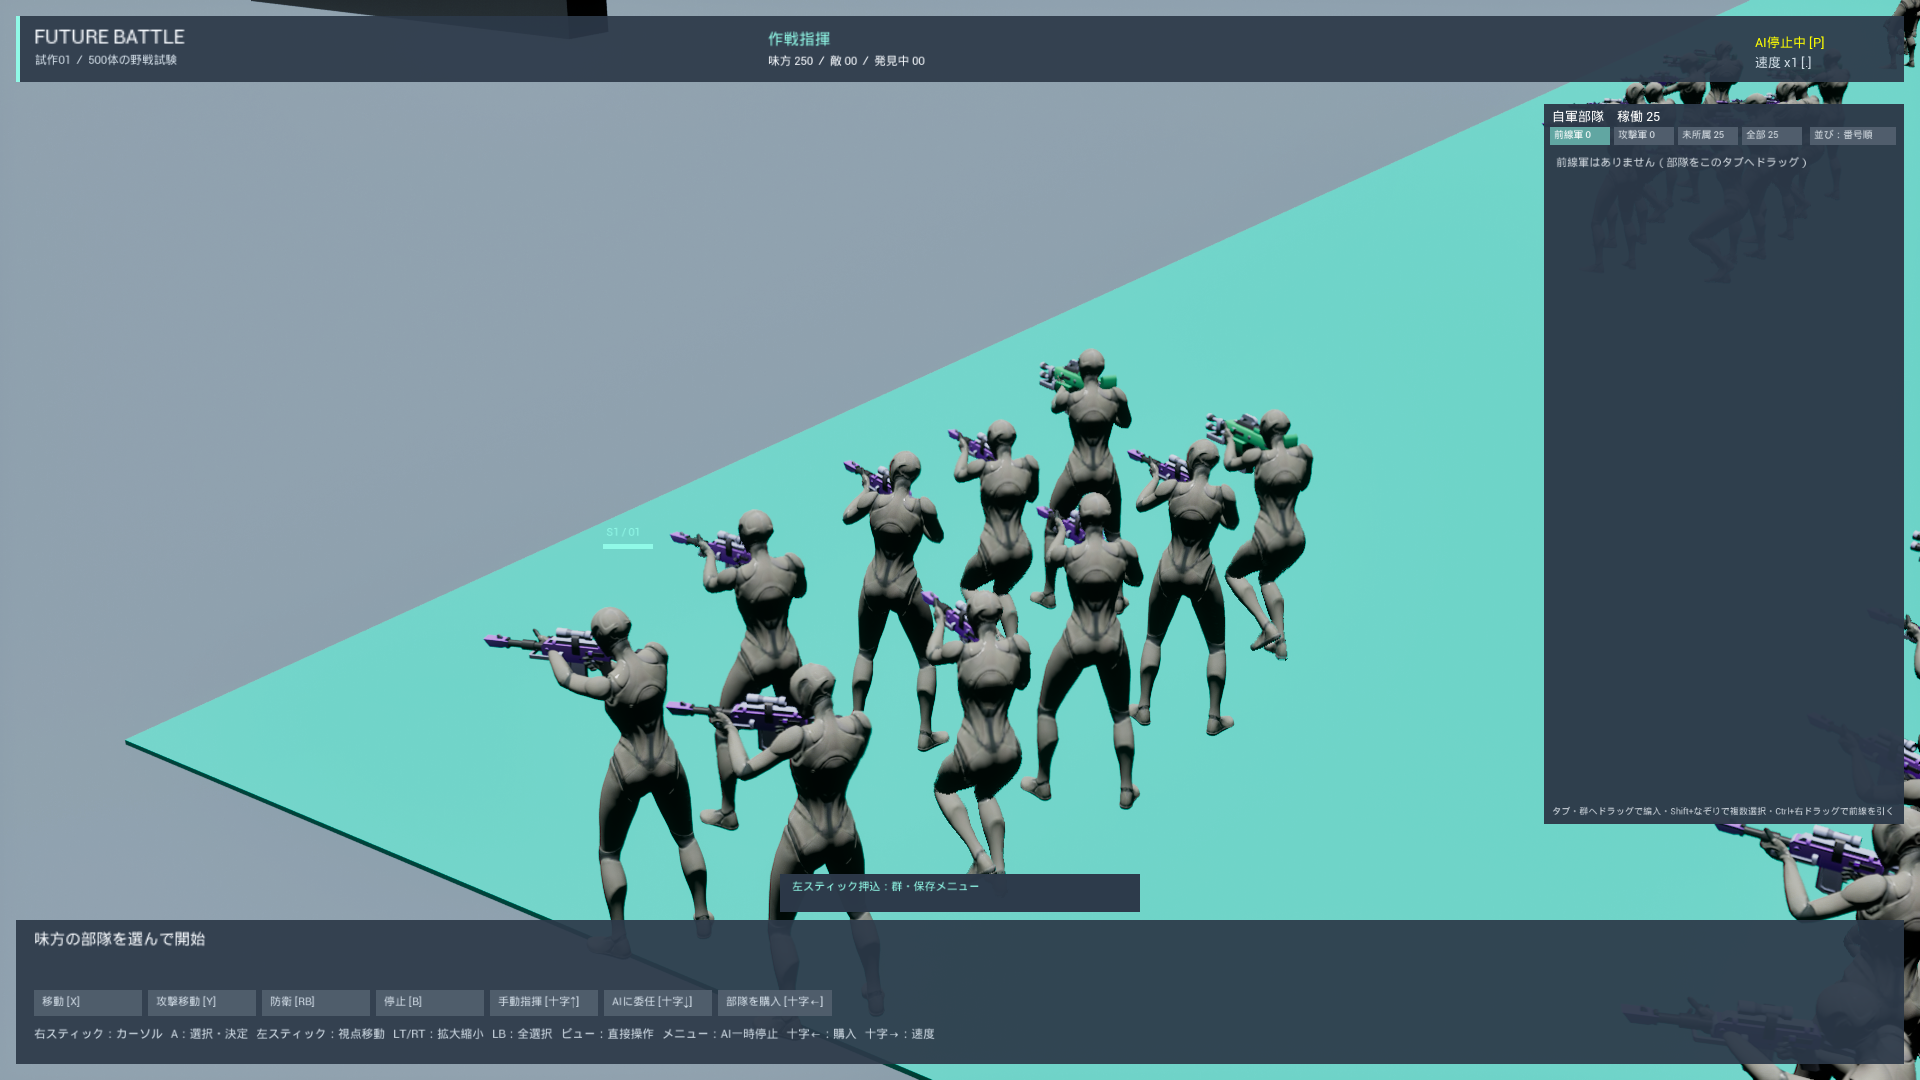 FUTURE BATTLE
試作01 / 500体の野戦試験
作戦指揮
味方 250 / 敵 00 / 発見中 00
AI停止中 [P]
速度 x1 [.]
自軍部隊　稼働 25
前線軍 0　攻撃軍 0　未所属 25　全部 25　並び：番号順
前線軍はありません（部隊をこのタブへドラッグ）
S1 / 01
タブ・群へドラッグで編入・Shift+なぞりで複数選択・Ctrl+右ドラッグで前線を引く
左スティック押込：群・保存メニュー
味方の部隊を選んで開始
移動 [X]　攻撃移動 [Y]　防衛 [RB]　停止 [B]　手動指揮 [十字↑]　AIに委任 [十字↓]　部隊を購入 [十字←]
右スティック：カーソル　A：選択・決定　左スティック：視点移動　LT/RT：拡大縮小　LB：全選択　ビュー：直接操作　メニュー：AI一時停止　十字←：購入　十字→：速度